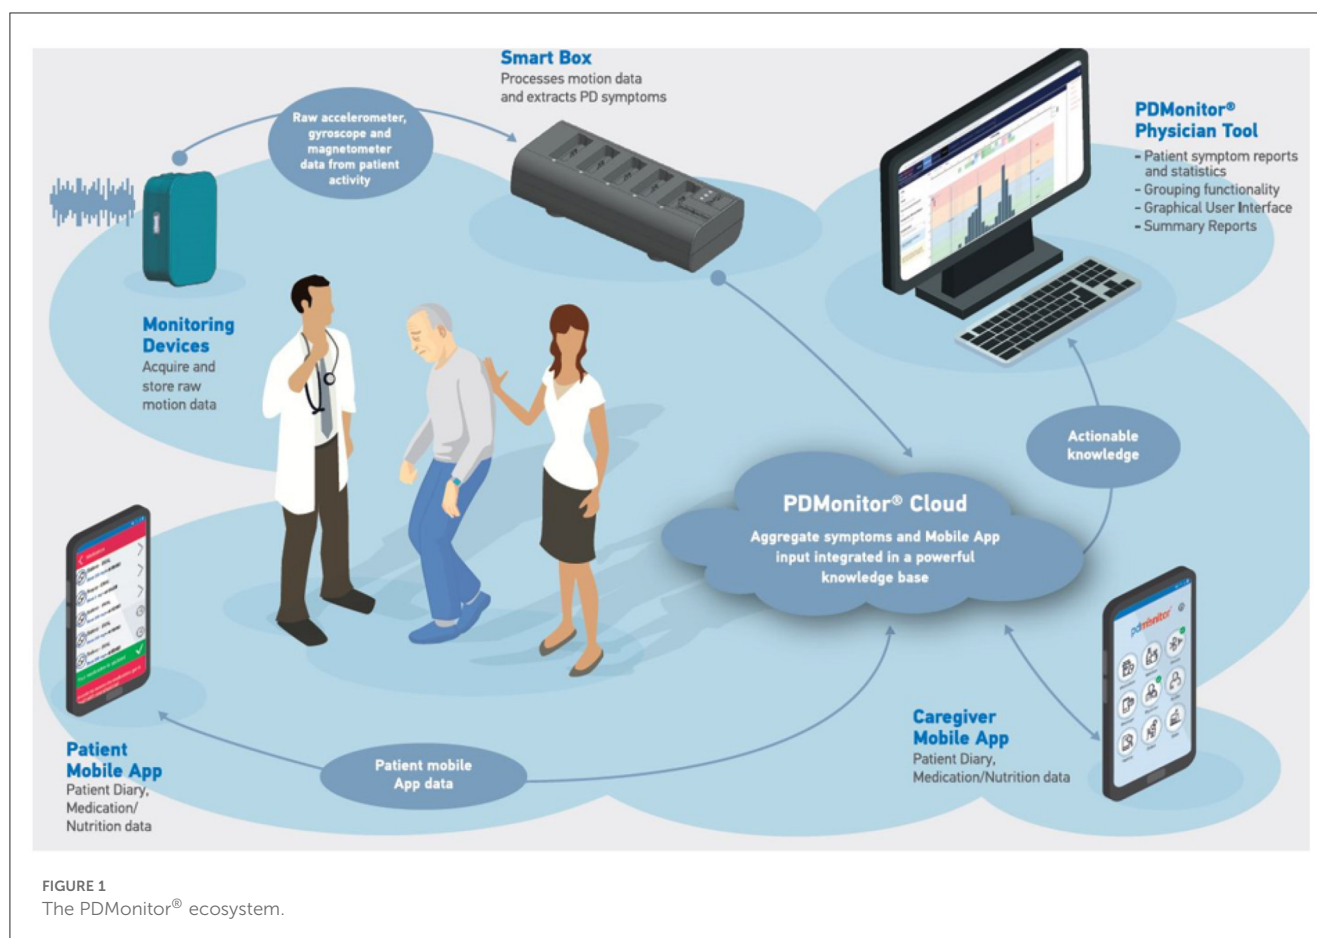 Smart Box
Processes motion data
and extracts PD symptoms
Raw accelerometer,
gyroscope and
magnetometer
data from patient
activity
PDMonitor®
Physician Tool
– Patient symptom reports
and statistics
– Grouping functionality
– Graphical User Interface
– Summary Reports
Monitoring
Devices
Acquire and
store raw
motion data
Actionable
knowledge
PDMonitor® Cloud
Aggregate symptoms and Mobile App
input integrated in a powerful
knowledge base
pdmonitor®
Patient
Mobile App
Patient Diary,
Medication/
Nutrition data
Patient mobile
App data
Caregiver
Mobile App
Patient Diary,
Medication/Nutrition data
FIGURE 1
The PDMonitor® ecosystem.